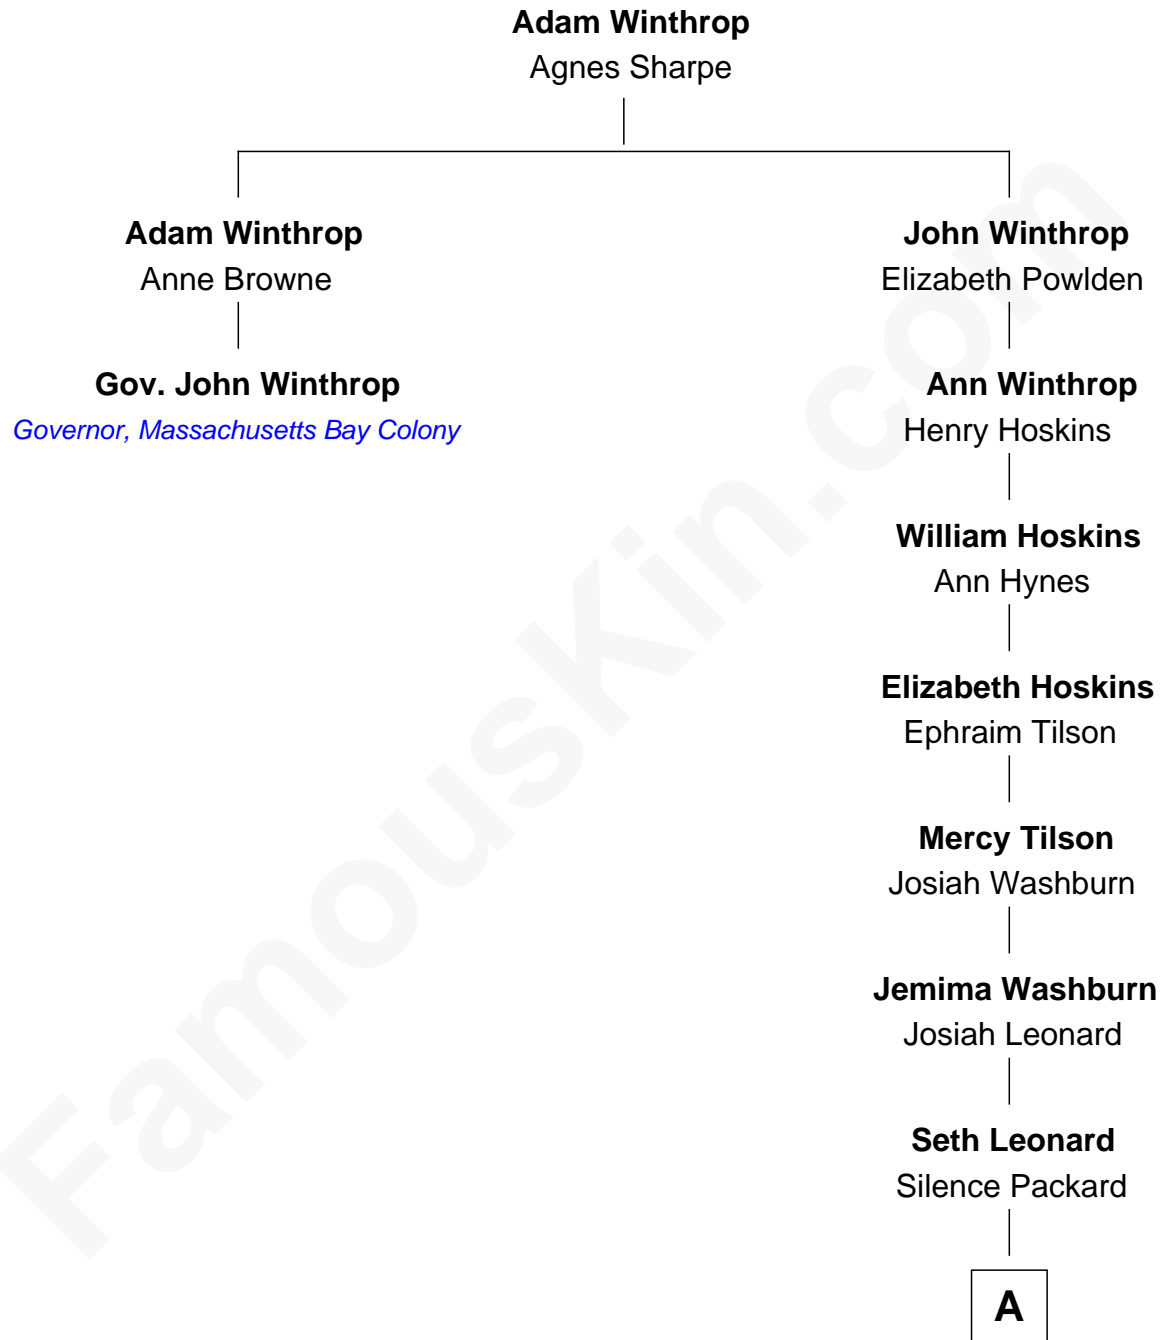 Adam Winthrop
Agnes Sharpe
Adam Winthrop
Anne Browne
Gov. John Winthrop
Governor, Massachusetts Bay Colony
John Winthrop
Elizabeth Powlden
Ann Winthrop
Henry Hoskins
William Hoskins
Ann Hynes
Elizabeth Hoskins
Ephraim Tilson
Mercy Tilson
Josiah Washburn
Jemima Washburn
Josiah Leonard
Seth Leonard
Silence Packard
A
FamousKin.com